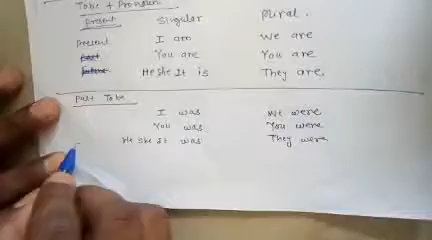 Tobe + Pronoun
Present Singular Plural.
Present I am We are
Past You are You are
future He She It is They are.
Past Tobe
I was We were
You was You were
He She It was They were